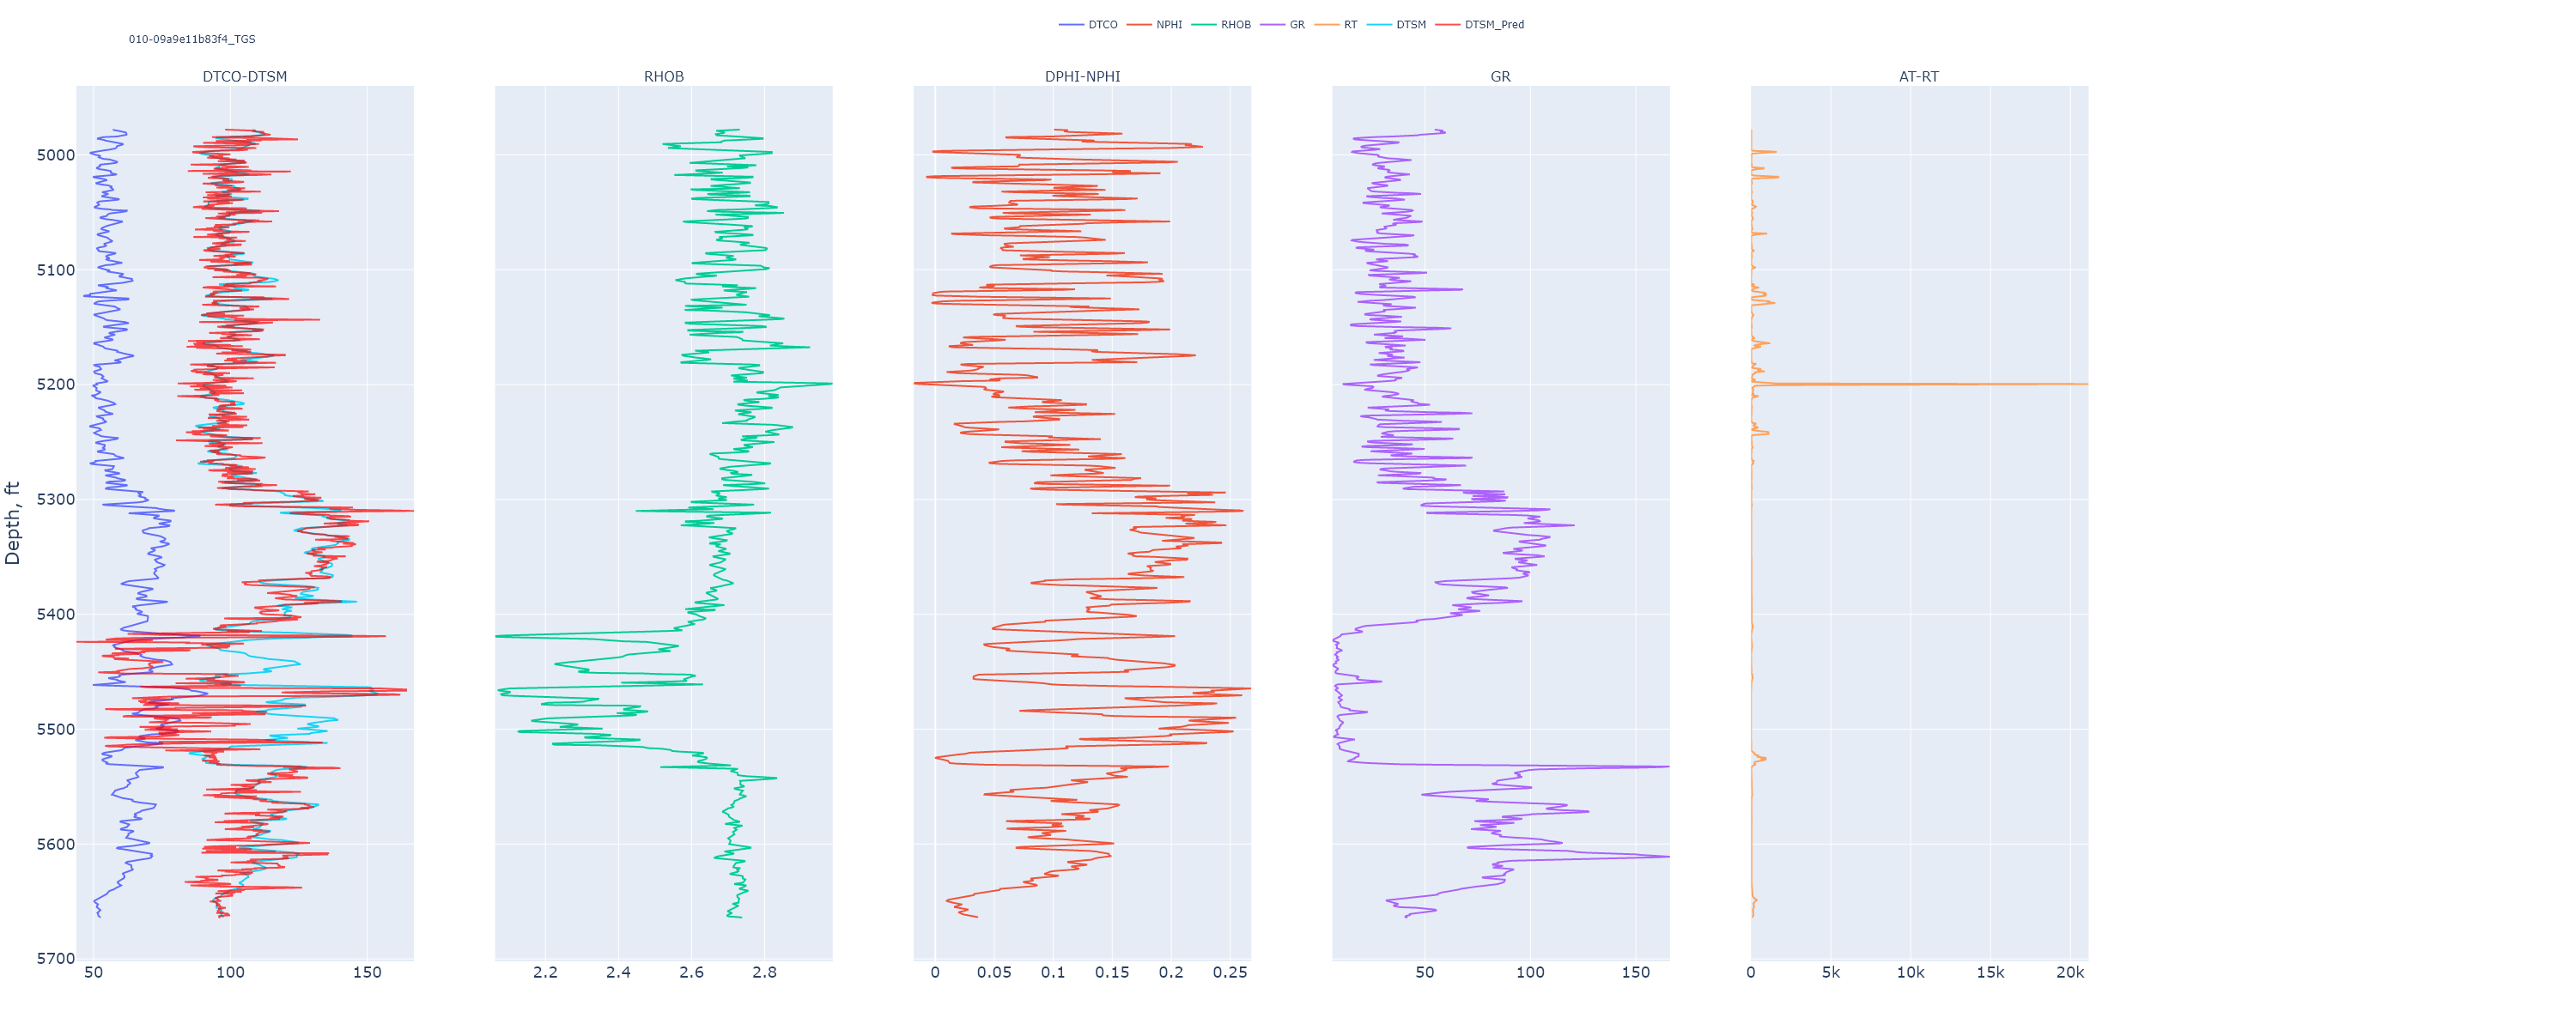 DTCO NPHI RHOB GR RT DTSM DTSM_Pred
010-09a9e11b83f4_TGS
DTCO-DTSM RHOB DPHI-NPHI GR AT-RT
5000
5100
5200
5300
5400
5500
5600
5700
Depth, ft
50 100 150 2.2 2.4 2.6 2.8 0 0.05 0.1 0.15 0.2 0.25 50 100 150 0 5k 10k 15k 20k